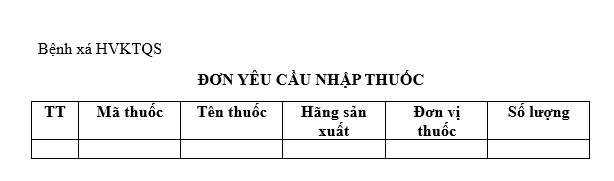 Bệnh xá HVKTQS
ĐƠN YÊU CẦU NHẬP THUỐC
TT Mã thuốc Tên thuốc Hãng sản xuất Đơn vị thuốc Số lượng